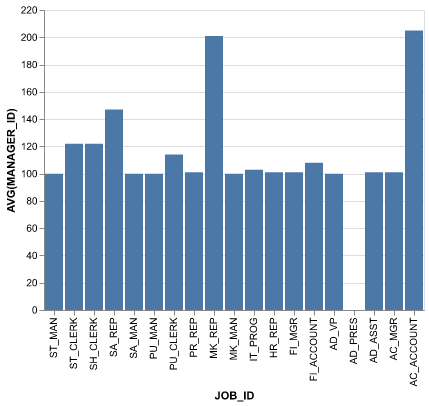 220
200
180
160
140
120
100
80
60
40
20
0
AVG(MANAGER_ID)
ST_MAN
ST_CLERK
SH_CLERK
SA_REP
SA_MAN
PU_MAN
PU_CLERK
PR_REP
MK_REP
MK_MAN
IT_PROG
HR_REP
FI_MGR
FI_ACCOUNT
AD_VP
AD_PRES
AD_ASST
AC_MGR
AC_ACCOUNT
JOB_ID